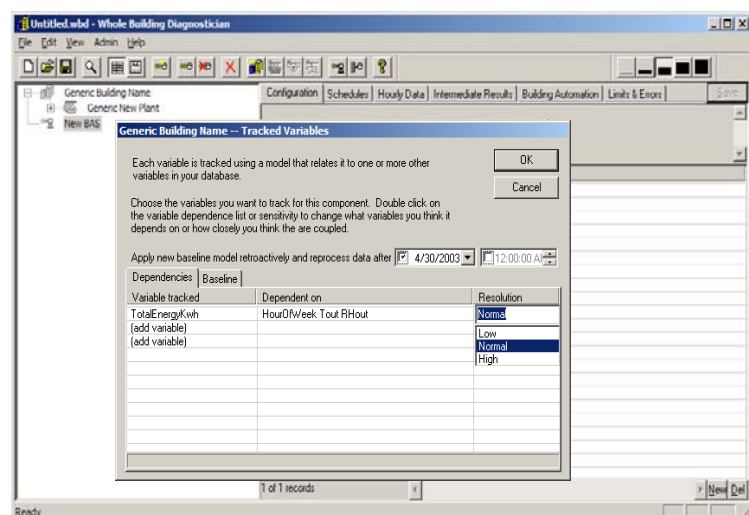 Untitled.wbd - Whole Building Diagnostician
File Edit View Admin Help
Generic Building Name
Generic New Plant
New BAS
Configuration Schedules Hourly Data Intermediate Results Building Automation Limits & Errors Save
Generic Building Name -- Tracked Variables
Each variable is tracked using a model that relates it to one or more other
variables in your database.
OK
Cancel
Choose the variables you want to track for this component. Double click on
the variable dependence list or sensitivity to change what variables you think it
depends on or how closely you think the are coupled.
Apply new baseline model retroactively and reprocess data after 4/30/2003 12:00:00 A
Dependencies Baseline
Variable tracked Dependent on Resolution
TotalEnergyKwh HourOfWeek Tout RHout Normal
(add variable)
(add variable)
Low
Normal
High
1 of 1 records
New Del
Ready